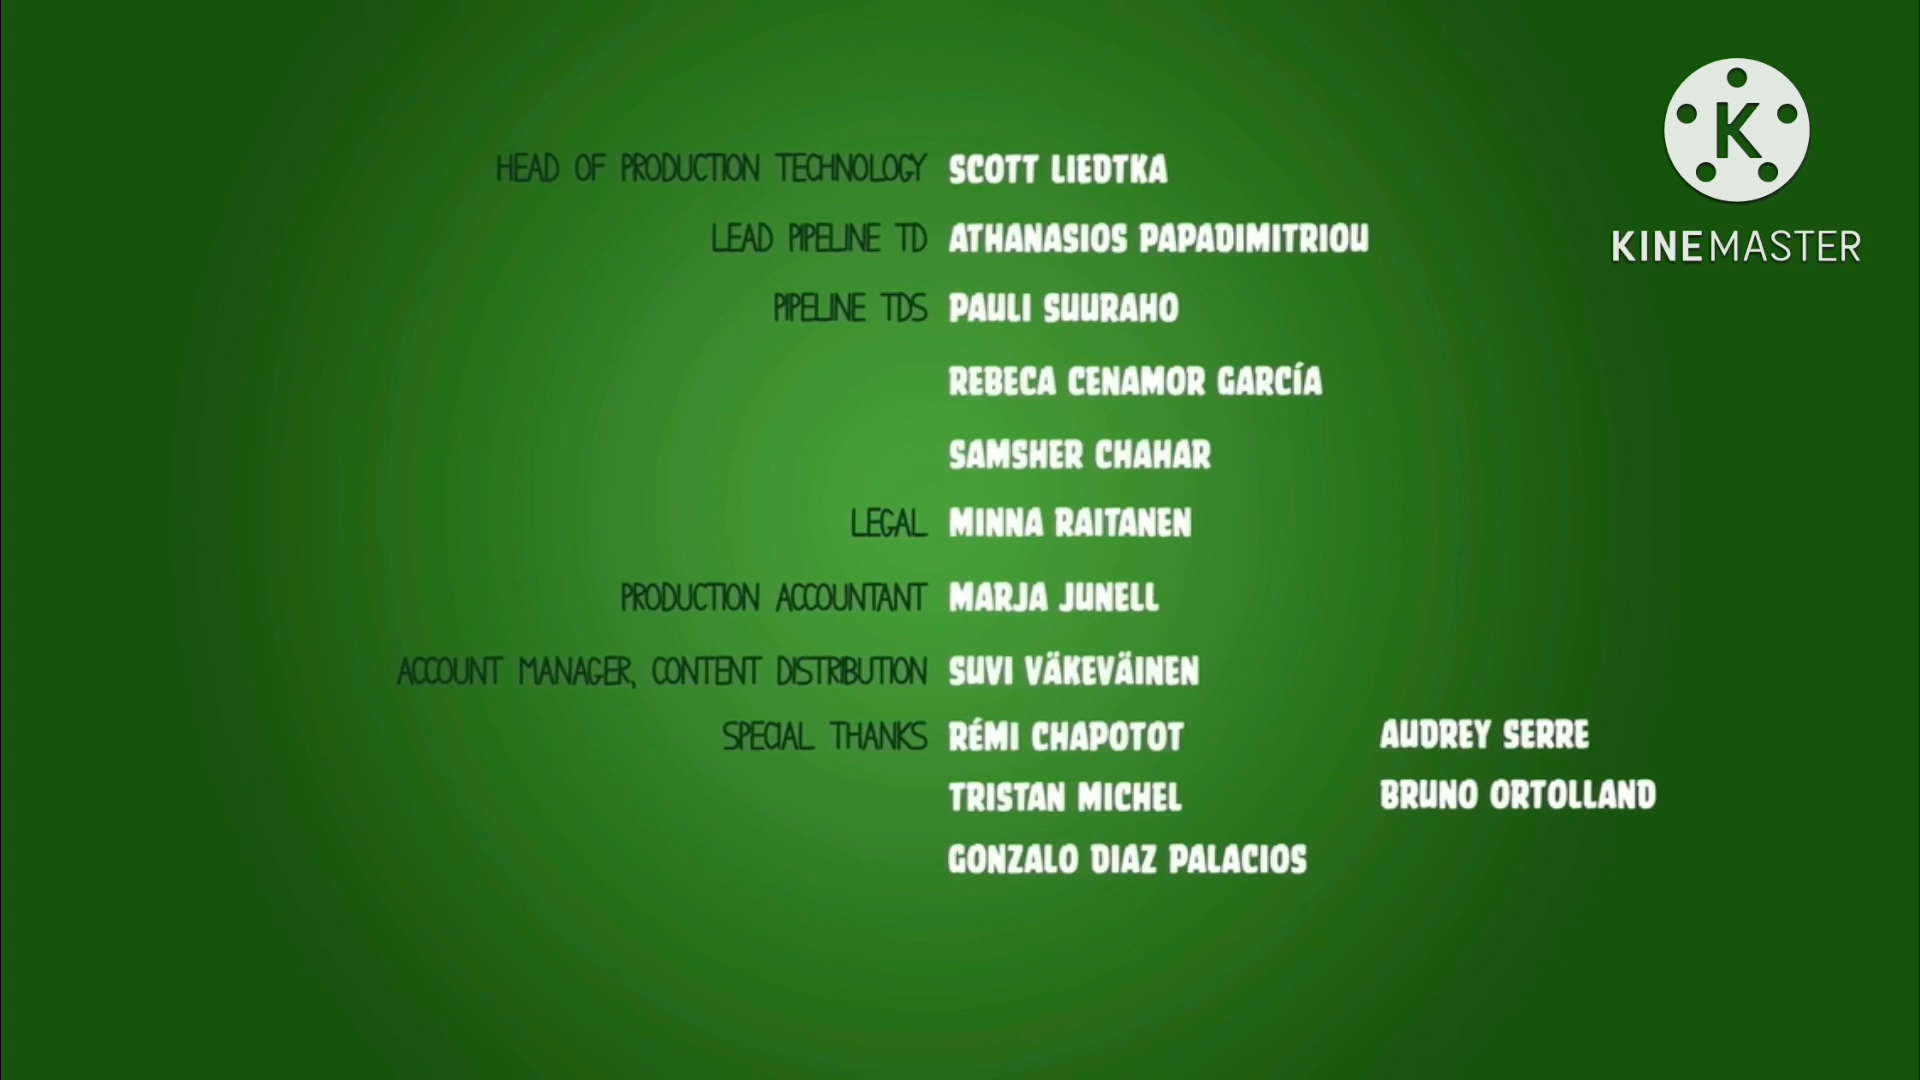 HEAD OF PRODUCTION TECHNOLOGY SCOTT LIEDTKA
K
LEAD PIPELINE TD ATHANASIOS PAPADIMITRIOU
KINEMASTER
PIPELINE TDS PAULI SUURAHO
REBECA CENAMOR GARCÍA
SAMSHER CHAHAR
LEGAL MINNA RAITANEN
PRODUCTION ACCOUNTANT MARJA JUNELL
ACCOUNT MANAGER, CONTENT DISTRIBUTION SUVI VÄKEVÄINEN
SPECIAL THANKS RÉMI CHAPOTOT AUDREY SERRE
TRISTAN MICHEL BRUNO ORTOLLAND
GONZALO DIAZ PALACIOS